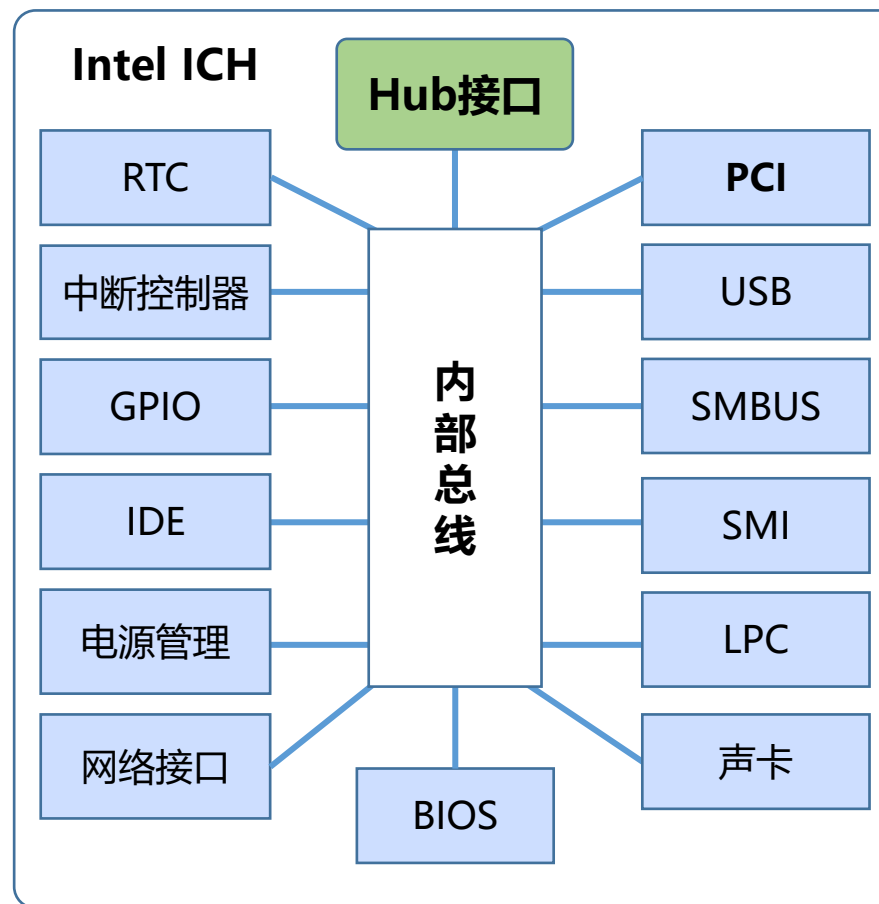 Intel ICH
Hub接口
RTC
PCI
中断控制器
USB
GPIO
内
部
总
线
SMBUS
IDE
SMI
电源管理
LPC
网络接口
声卡
BIOS